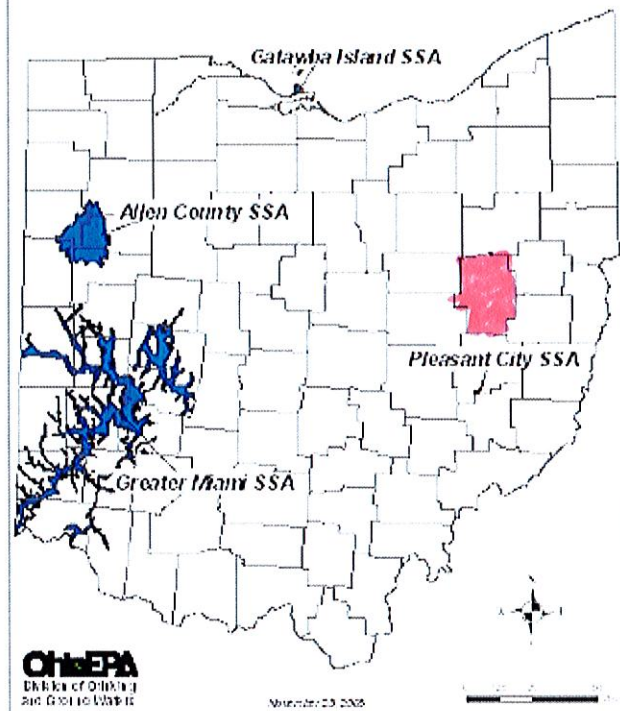 Catawba Island SSA
Allen County SSA
Pleasant City SSA
Greater Miami SSA
OhioEPA
Division of Drinking
and Ground Waters